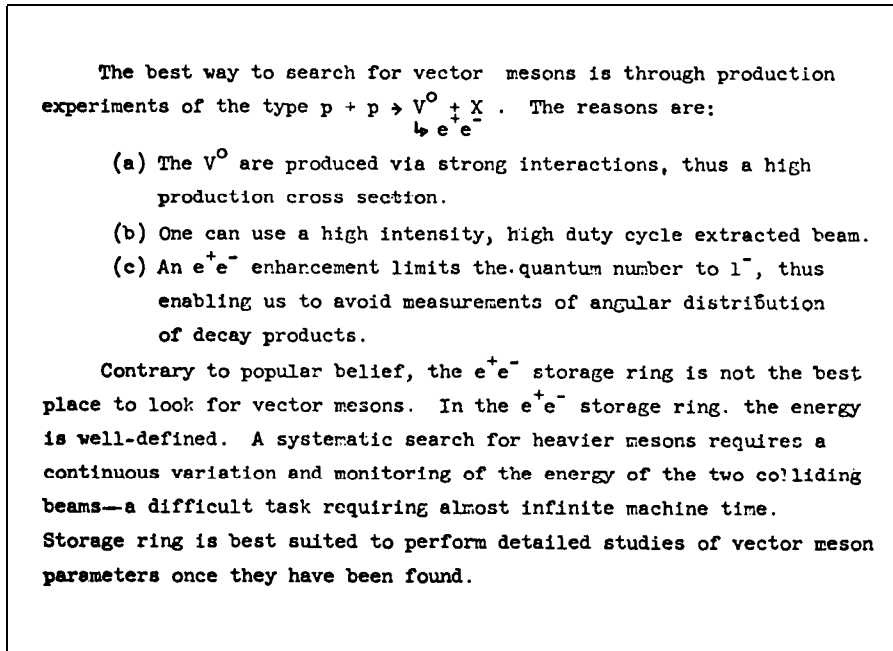 The best way to search for vector mesons is through production
experiments of the type p + p → V⁰ + X . The reasons are:
↳ e⁺e⁻
(a) The V⁰ are produced via strong interactions, thus a high
production cross section.
(b) One can use a high intensity, high duty cycle extracted beam.
(c) An e⁺e⁻ enhancement limits the quantum number to 1⁻, thus
enabling us to avoid measurements of angular distribution
of decay products.
Contrary to popular belief, the e⁺e⁻ storage ring is not the best
place to look for vector mesons. In the e⁺e⁻ storage ring. the energy
is well-defined. A systematic search for heavier mesons requires a
continuous variation and monitoring of the energy of the two colliding
beams—a difficult task requiring almost infinite machine time.
Storage ring is best suited to perform detailed studies of vector meson
parameters once they have been found.